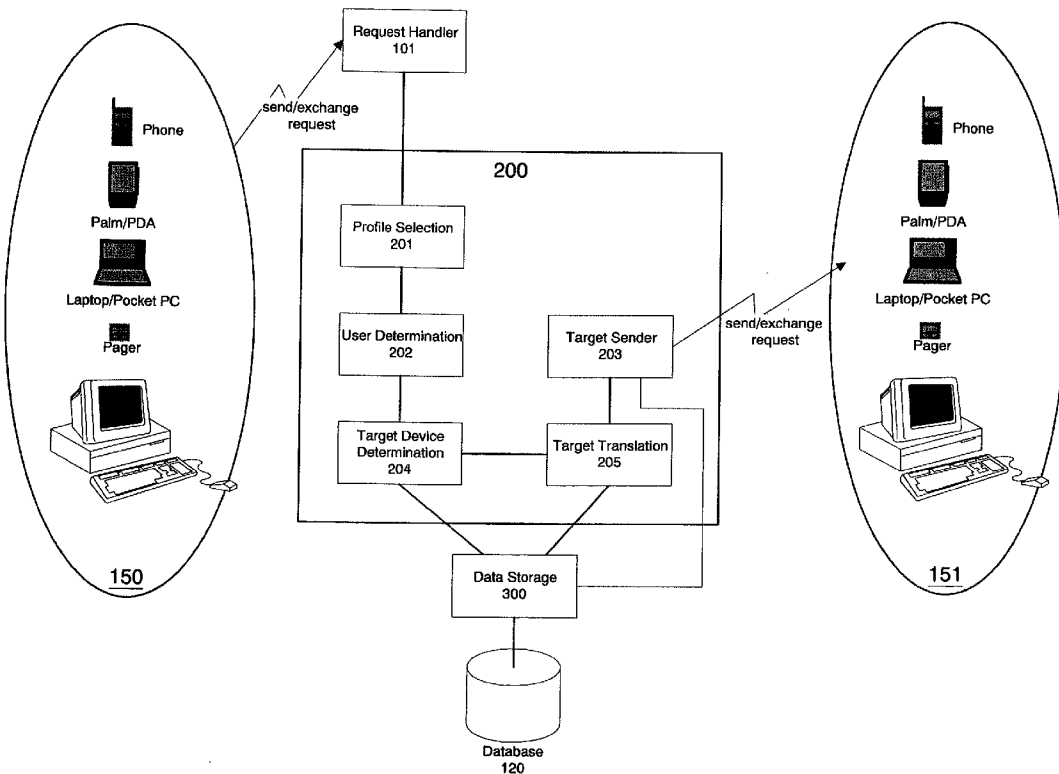 Request Handler
101
send/exchange
request
Phone
Palm/PDA
Laptop/Pocket PC
Pager
150
200
Profile Selection
201
User Determination
202
Target Sender
203
Target Device
Determination
204
Target Translation
205
send/exchange
request
Data Storage
300
Database
120
Phone
Palm/PDA
Laptop/Pocket PC
Pager
151